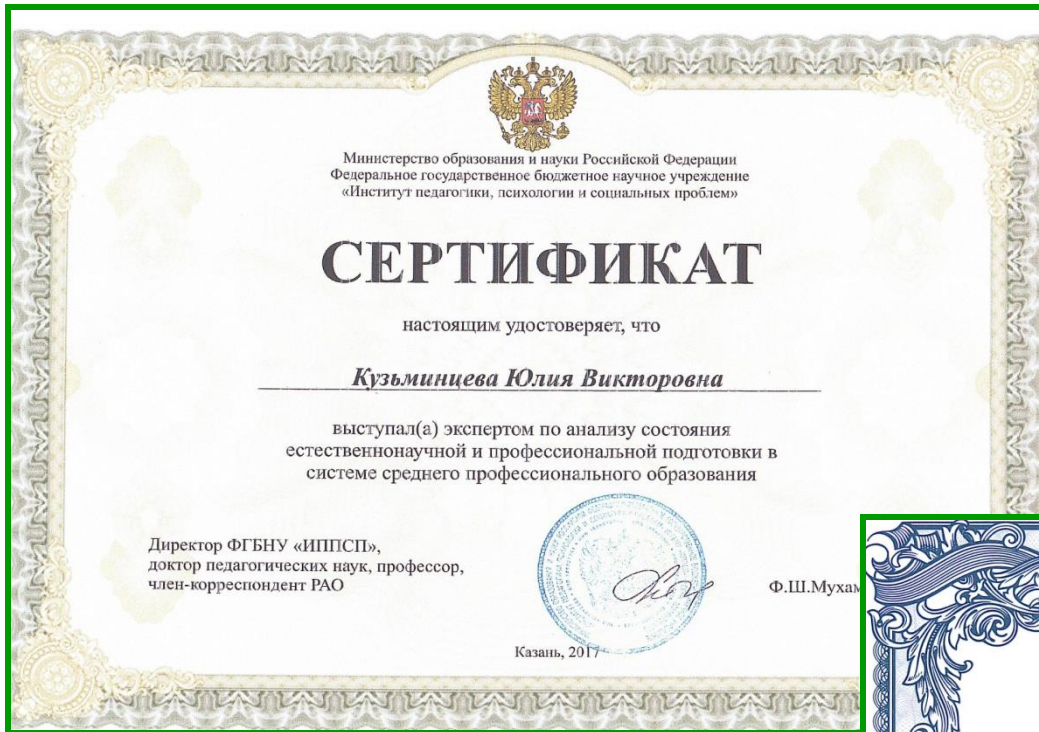 Министерство образования и науки Российской Федерации
Федеральное государственное бюджетное научное учреждение
«Институт педагогики, психологии и социальных проблем»
СЕРТИФИКАТ
настоящим удостоверяет, что
Кузьминцева Юлия Викторовна
выступал(а) экспертом по анализу состояния
естественнонаучной и профессиональной подготовки в
системе среднего профессионального образования
Директор ФГБНУ «ИППСП»,
доктор педагогических наук, профессор,
член-корреспондент РАО
Ф.Ш.Мухам
Казань, 2017